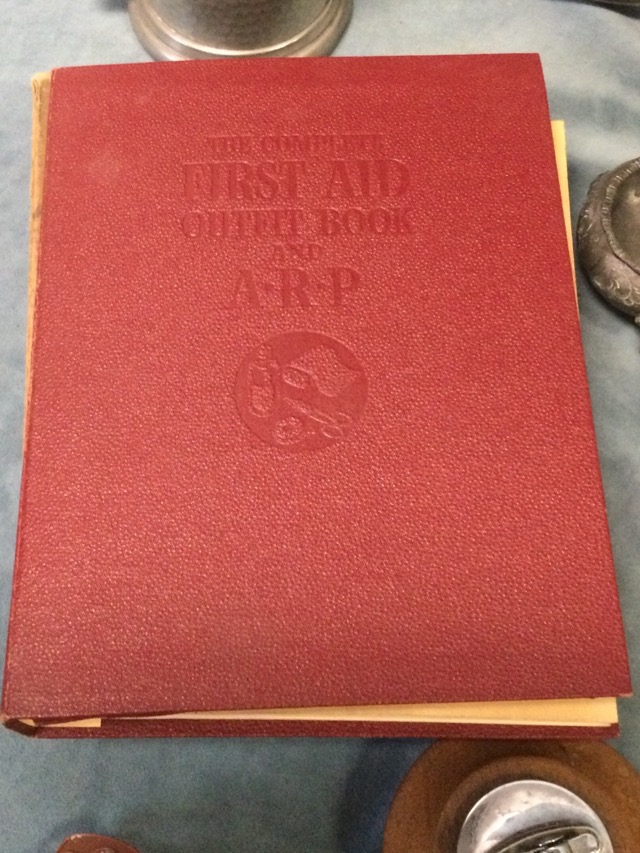 THE COMPLETE
FIRST AID
OUTFIT BOOK
AND
A·R·P